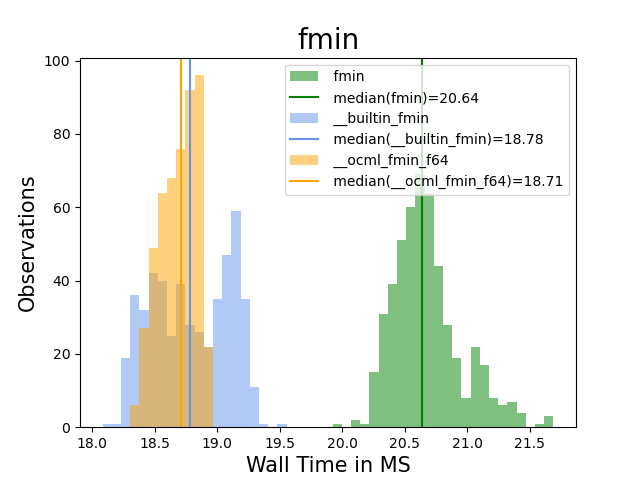 fmin
100
80
60
40
20
0
Observations
fmin
median(fmin)=20.64
__builtin_fmin
median(__builtin_fmin)=18.78
__ocml_fmin_f64
median(__ocml_fmin_f64)=18.71
18.0 18.5 19.0 19.5 20.0 20.5 21.0 21.5
Wall Time in MS